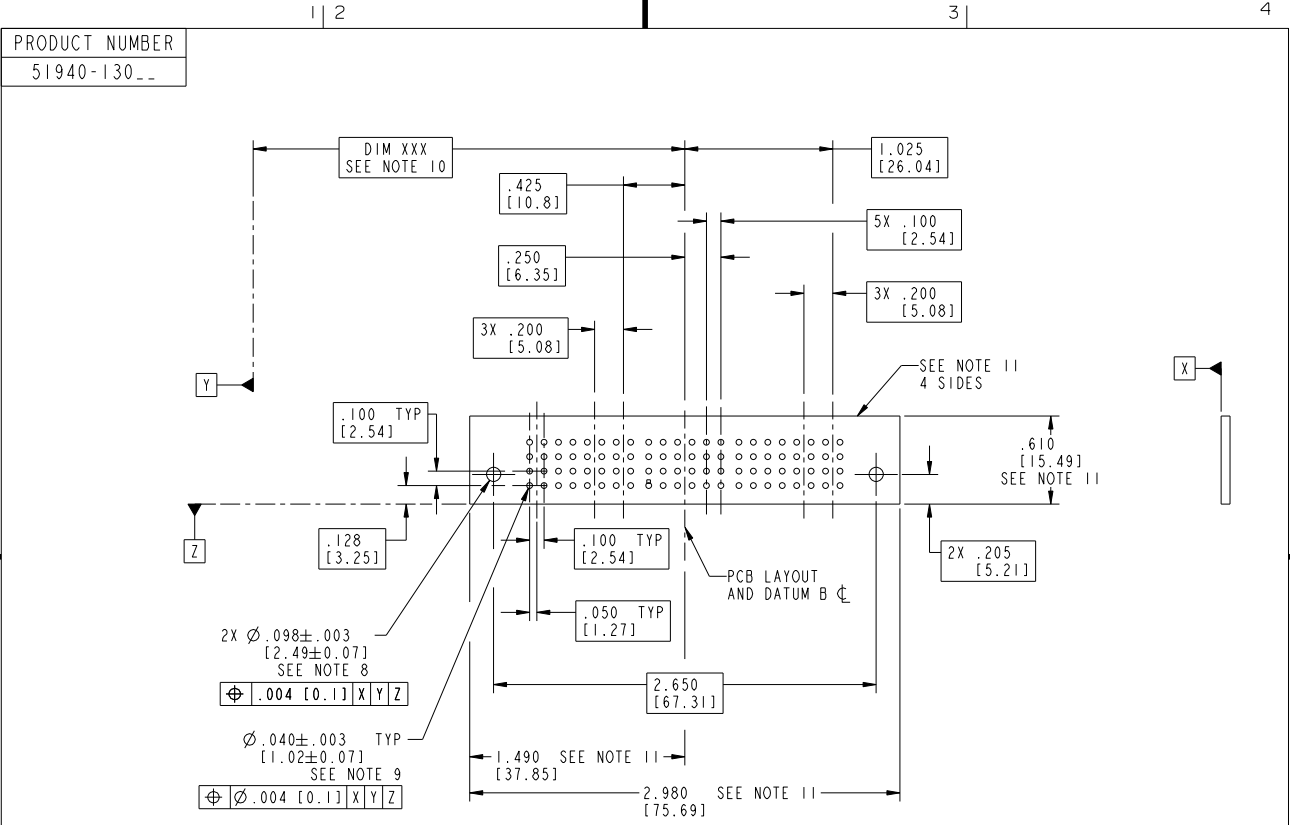 1 2 3 4
PRODUCT NUMBER
51940-130__
DIM XXX
SEE NOTE 10
1.025
[26.04]
.425
[10.8]
5X .100
[2.54]
.250
[6.35]
3X .200
[5.08]
3X .200
[5.08]
SEE NOTE 11
4 SIDES
Y
X
.100 TYP
[2.54]
.610
[15.49]
SEE NOTE 11
Z
.128
[3.25]
.100 TYP
[2.54]
2X .205
[5.21]
PCB LAYOUT
AND DATUM B ℄
.050 TYP
[1.27]
2X Ø.098±.003
[2.49±0.07]
SEE NOTE 8
⌖ .004 [0.1] X Y Z
2.650
[67.31]
Ø.040±.003 TYP
[1.02±0.07]
SEE NOTE 9
⌖ Ø.004 [0.1] X Y Z
1.490 SEE NOTE 11
[37.85]
2.980 SEE NOTE 11
[75.69]